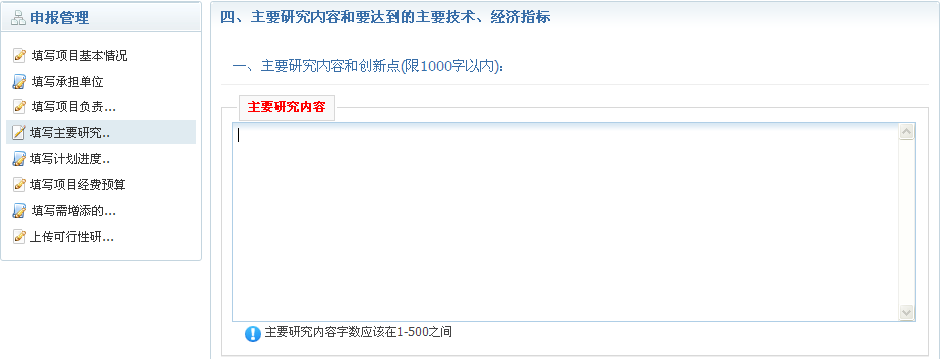 申报管理
填写项目基本情况
填写承担单位
填写项目负责...
填写主要研究..
填写计划进度..
填写项目经费预算
填写需增添的...
上传可行性研...
四、主要研究内容和要达到的主要技术、经济指标
一、主要研究内容和创新点(限1000字以内):
主要研究内容
主要研究内容字数应该在1-500之间